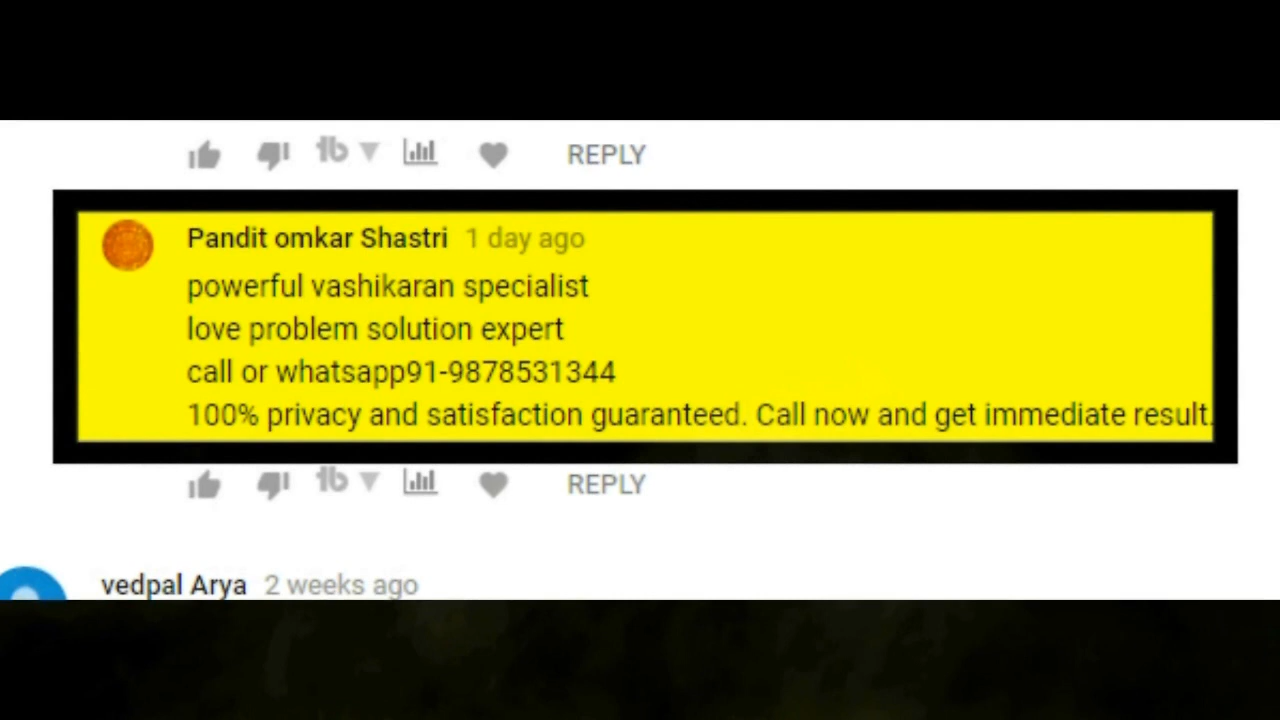 REPLY
Pandit omkar Shastri 1 day ago
powerful vashikaran specialist
love problem solution expert
call or whatsapp91-9878531344
100% privacy and satisfaction guaranteed. Call now and get immediate result.
REPLY
vedpal Arya 2 weeks ago